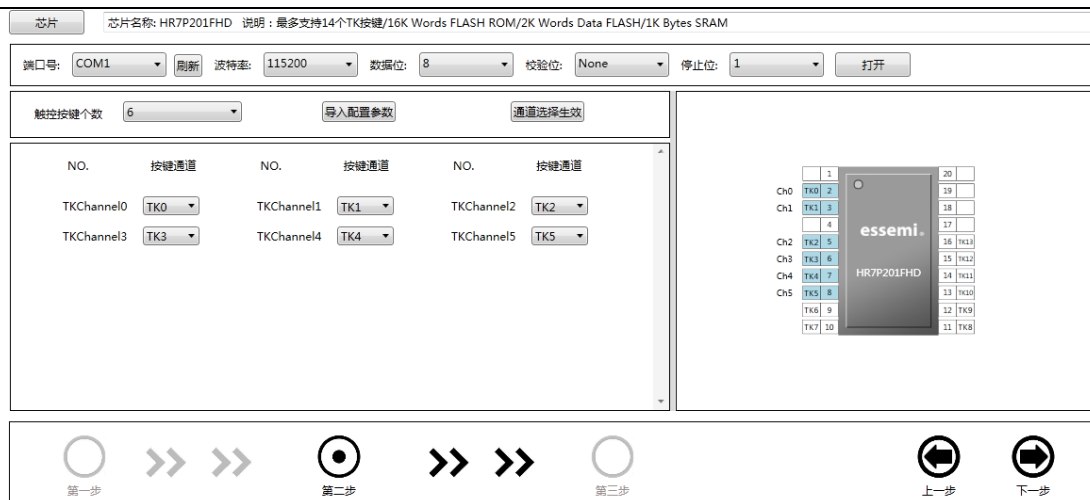 芯片 芯片名称: HR7P201FHD 说明：最多支持14个TK按键/16K Words FLASH ROM/2K Words Data FLASH/1K Bytes SRAM
端口号: COM1 刷新 波特率: 115200 数据位: 8 校验位: None 停止位: 1 打开
触控按键个数 6 导入配置参数 通道选择生效
NO. 按键通道 NO. 按键通道 NO. 按键通道
TKChannel0 TK0 TKChannel1 TK1 TKChannel2 TK2
TKChannel3 TK3 TKChannel4 TK4 TKChannel5 TK5
1 20
Ch0 TK0 2 19
Ch1 TK1 3 18
4 17
essemi.
Ch2 TK2 5 16 TK13
Ch3 TK3 6 15 TK12
Ch4 TK4 7 HR7P201FHD 14 TK11
Ch5 TK5 8 13 TK10
TK6 9 12 TK9
TK7 10 11 TK8
第一步 第二步 第三步 上一步 下一步